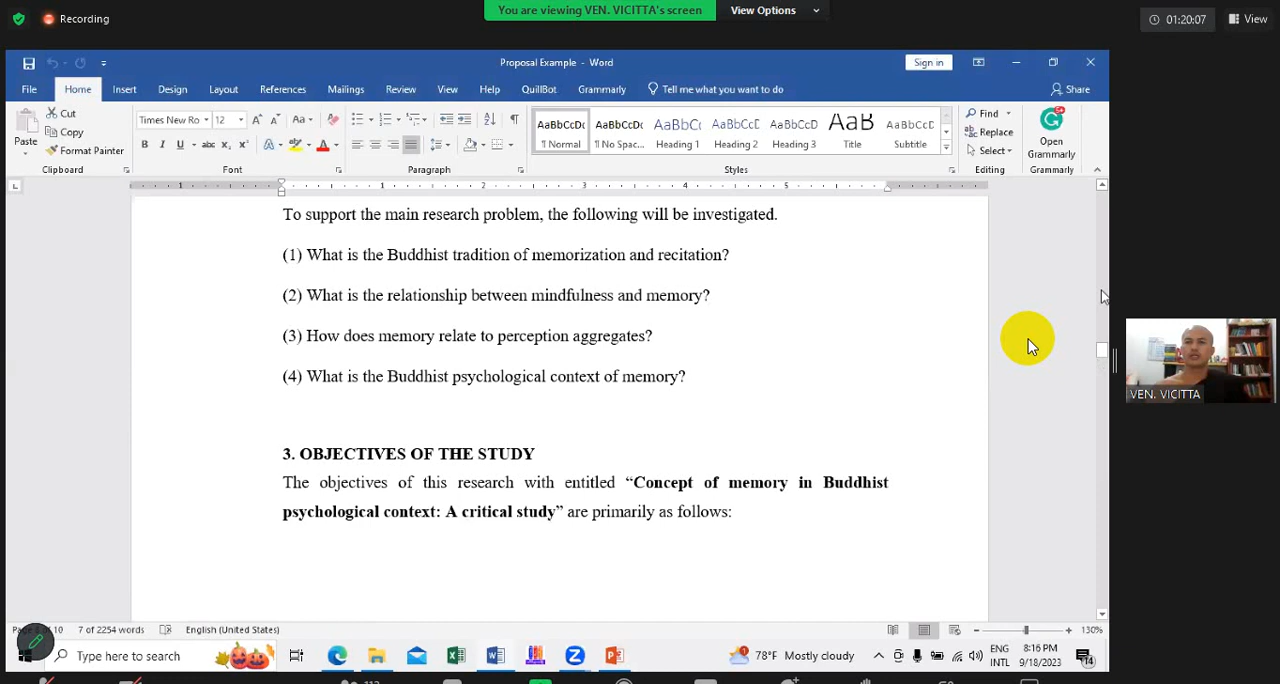 Recording
You are viewing VEN. VICITTA's screen
View Options
01:20:07
View
Proposal Example - Word
Sign in
File Home Insert Design Layout References Mailings Review View Help QuillBot Grammarly Tell me what you want to do
Share
Paste
Cut
Copy
Format Painter
Clipboard
Times New Ro 12
Font
Paragraph
AaBbCcDc AaBbCcDc AaBbC AaBbCcE AaBbCcD AaB AaBbCcD
¶ Normal ¶ No Spac... Heading 1 Heading 2 Heading 3 Title Subtitle
Styles
Find
Replace
Select
Editing
Open
Grammarly
Grammarly
To support the main research problem, the following will be investigated.
(1) What is the Buddhist tradition of memorization and recitation?
(2) What is the relationship between mindfulness and memory?
(3) How does memory relate to perception aggregates?
(4) What is the Buddhist psychological context of memory?
3. OBJECTIVES OF THE STUDY
The objectives of this research with entitled “Concept of memory in Buddhist
psychological context: A critical study” are primarily as follows:
VEN. VICITTA
7 of 2254 words
English (United States)
130%
Type here to search
78°F Mostly cloudy
ENG
INTL
8:16 PM
9/18/2023
14